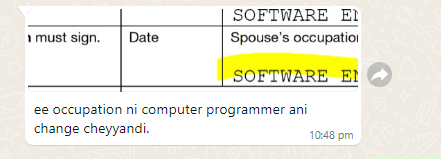 SOFTWARE EN
must sign. Date Spouse's occupation
SOFTWARE EN
ee occupation ni computer programmer ani
change cheyyandi.
10:48 pm